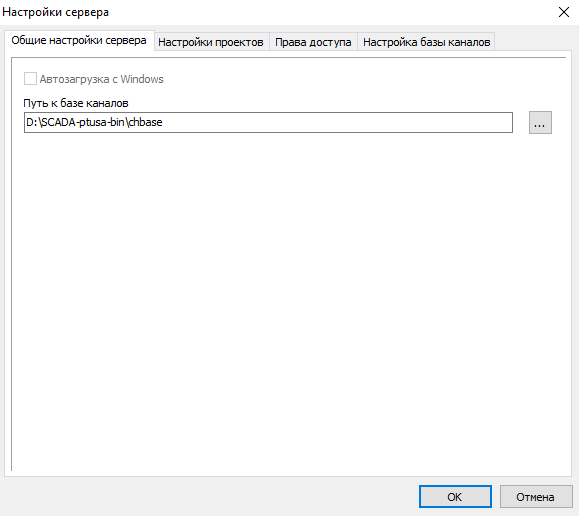 Настройки сервера
Общие настройки сервера Настройки проектов Права доступа Настройка базы каналов
Автозагрузка с Windows
Путь к базе каналов
D:\SCADA-ptusa-bin\chbase
...
OK Отмена